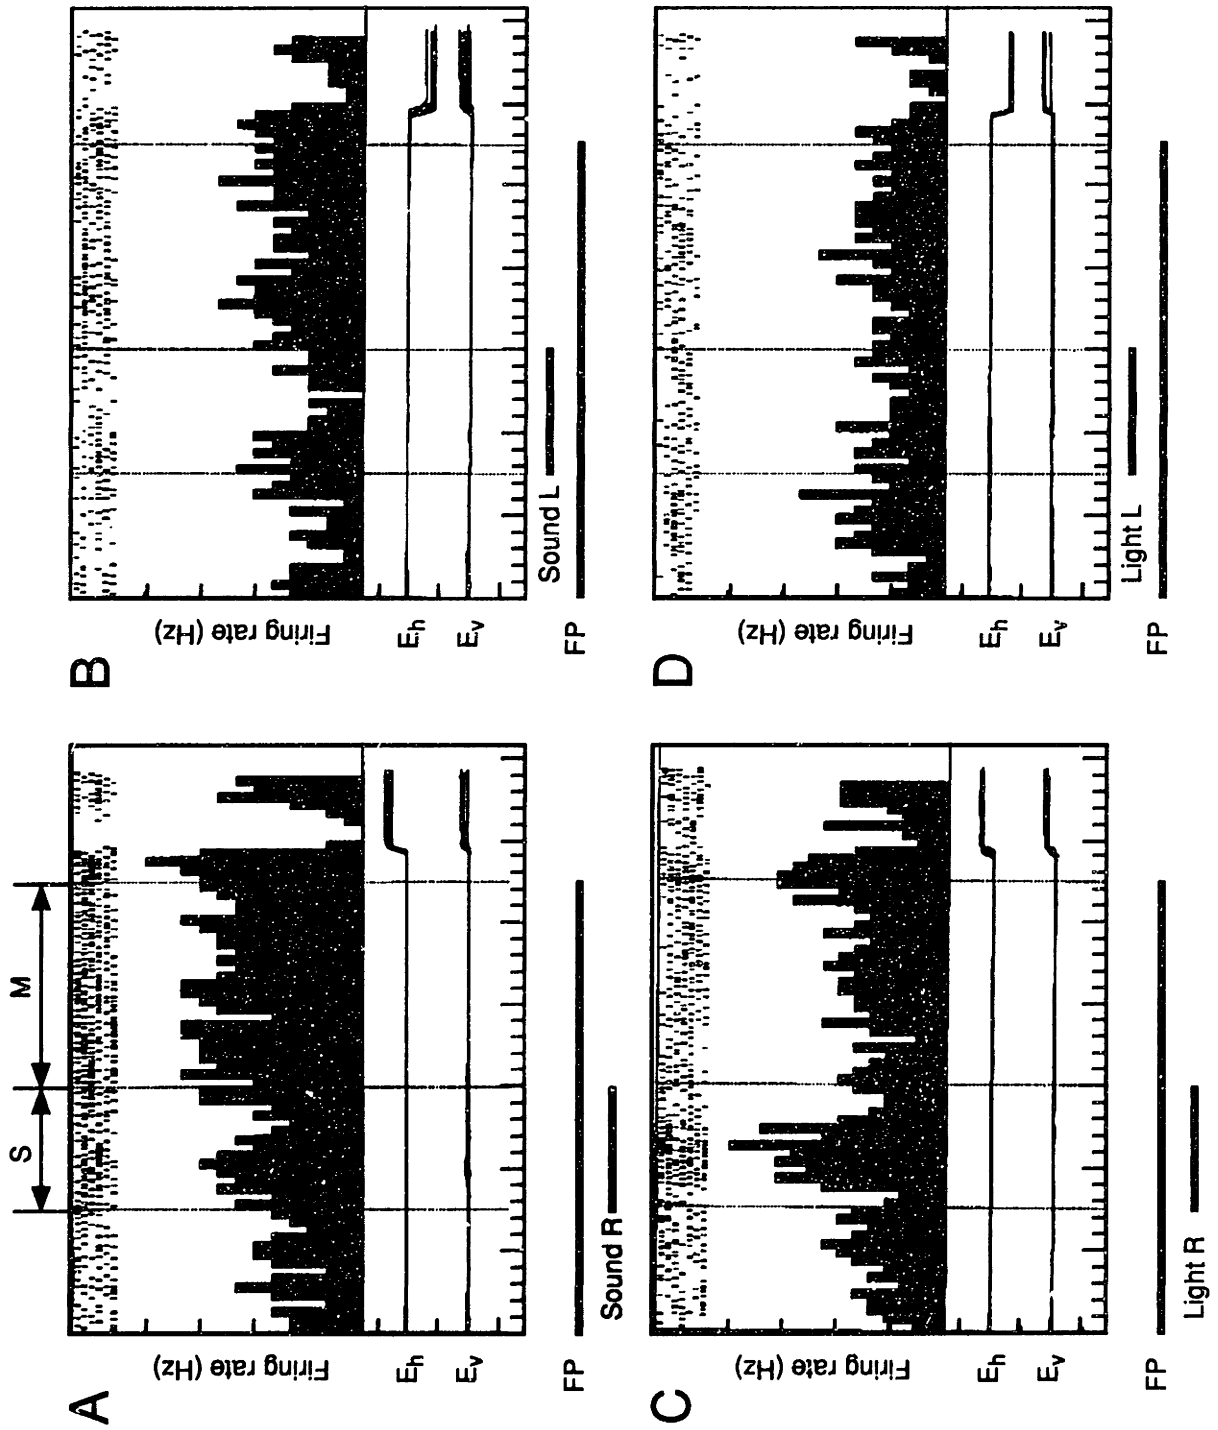 A
S
M
Firing rate (Hz)
Eh
Ev
FP
Sound R
B
Firing rate (Hz)
Eh
Ev
Sound L
FP
C
Firing rate (Hz)
Eh
Ev
FP
Light R
D
Firing rate (Hz)
Eh
Ev
Light L
FP